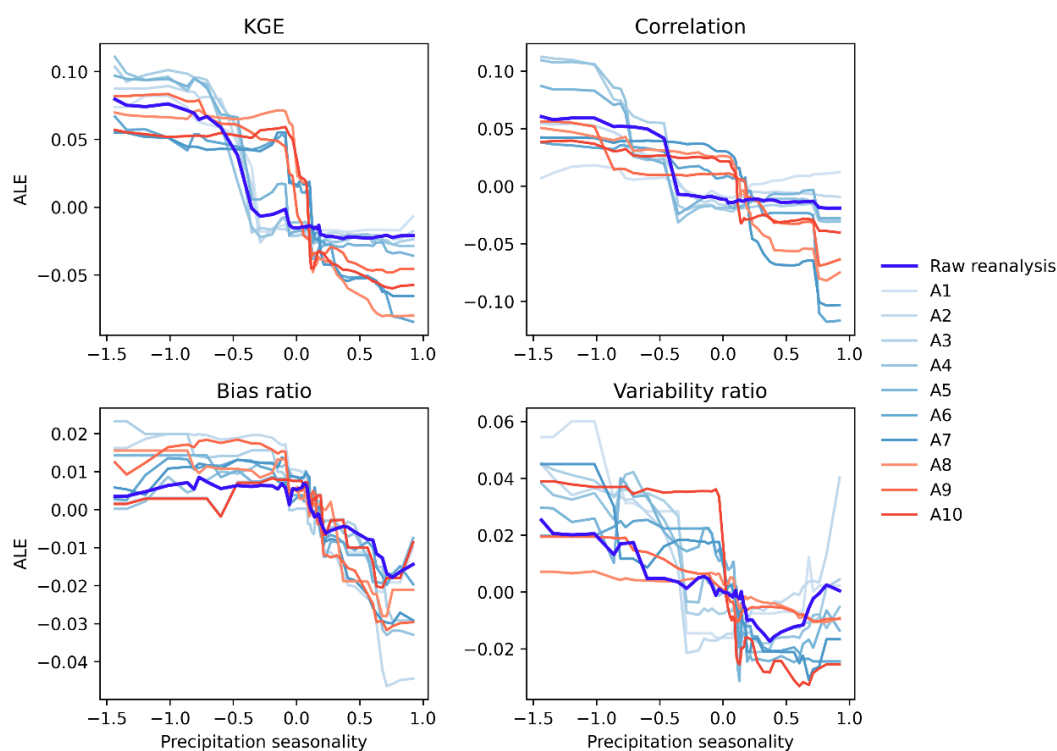 KGE
Correlation
ALE
0.10
0.05
0.00
−0.05
−1.5 −1.0 −0.5 0.0 0.5 1.0
0.10
0.05
0.00
−0.05
−0.10
−1.5 −1.0 −0.5 0.0 0.5 1.0
Bias ratio
Variability ratio
ALE
0.02
0.01
0.00
−0.01
−0.02
−0.03
−0.04
−1.5 −1.0 −0.5 0.0 0.5 1.0
Precipitation seasonality
0.06
0.04
0.02
0.00
−0.02
−1.5 −1.0 −0.5 0.0 0.5 1.0
Precipitation seasonality
Raw reanalysis
A1
A2
A3
A4
A5
A6
A7
A8
A9
A10